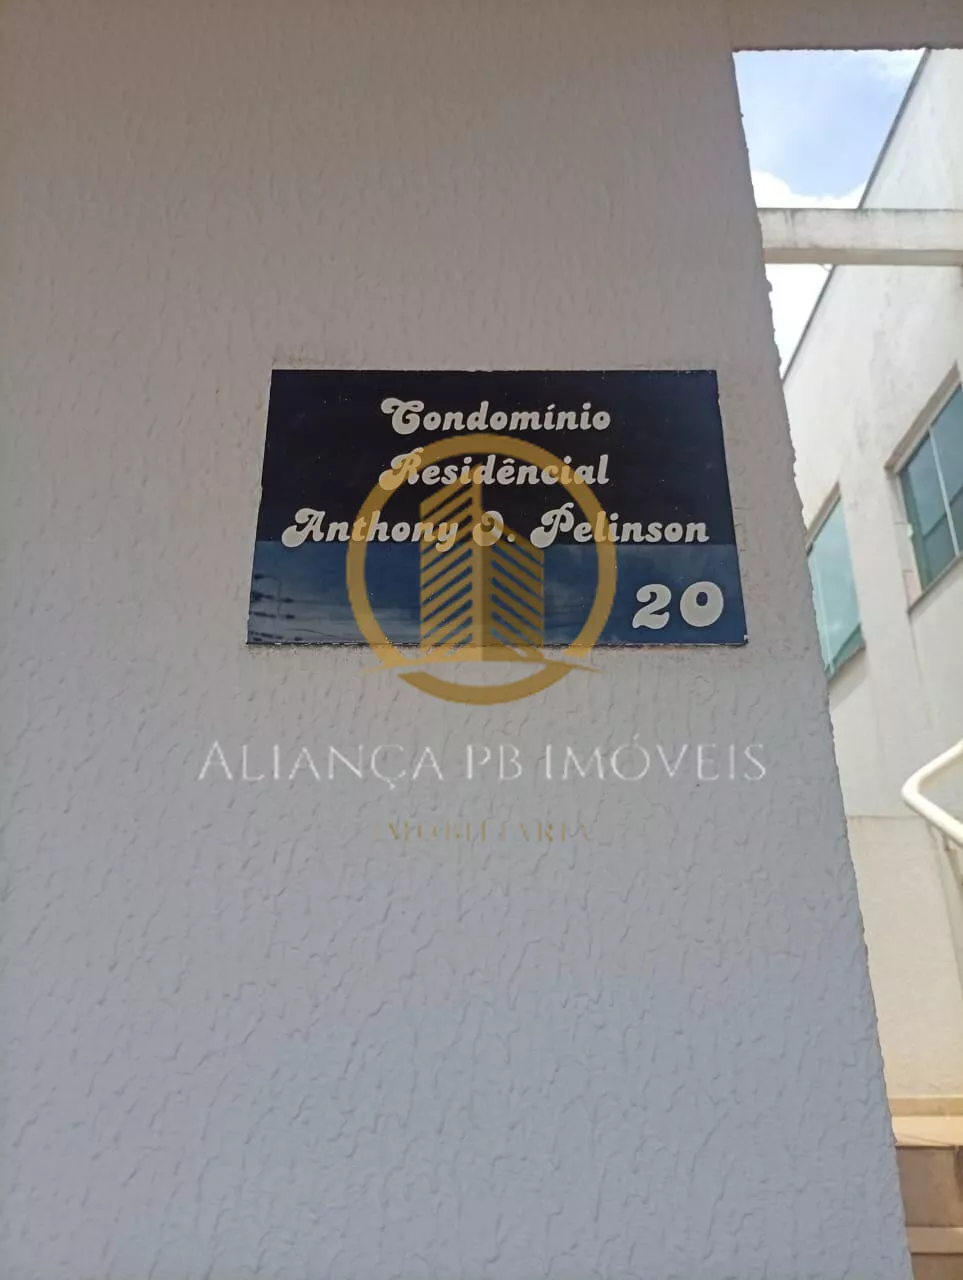 Condomínio
Residêncial
Anthony O. Pelinson
20
ALIANÇA PB IMÓVEIS